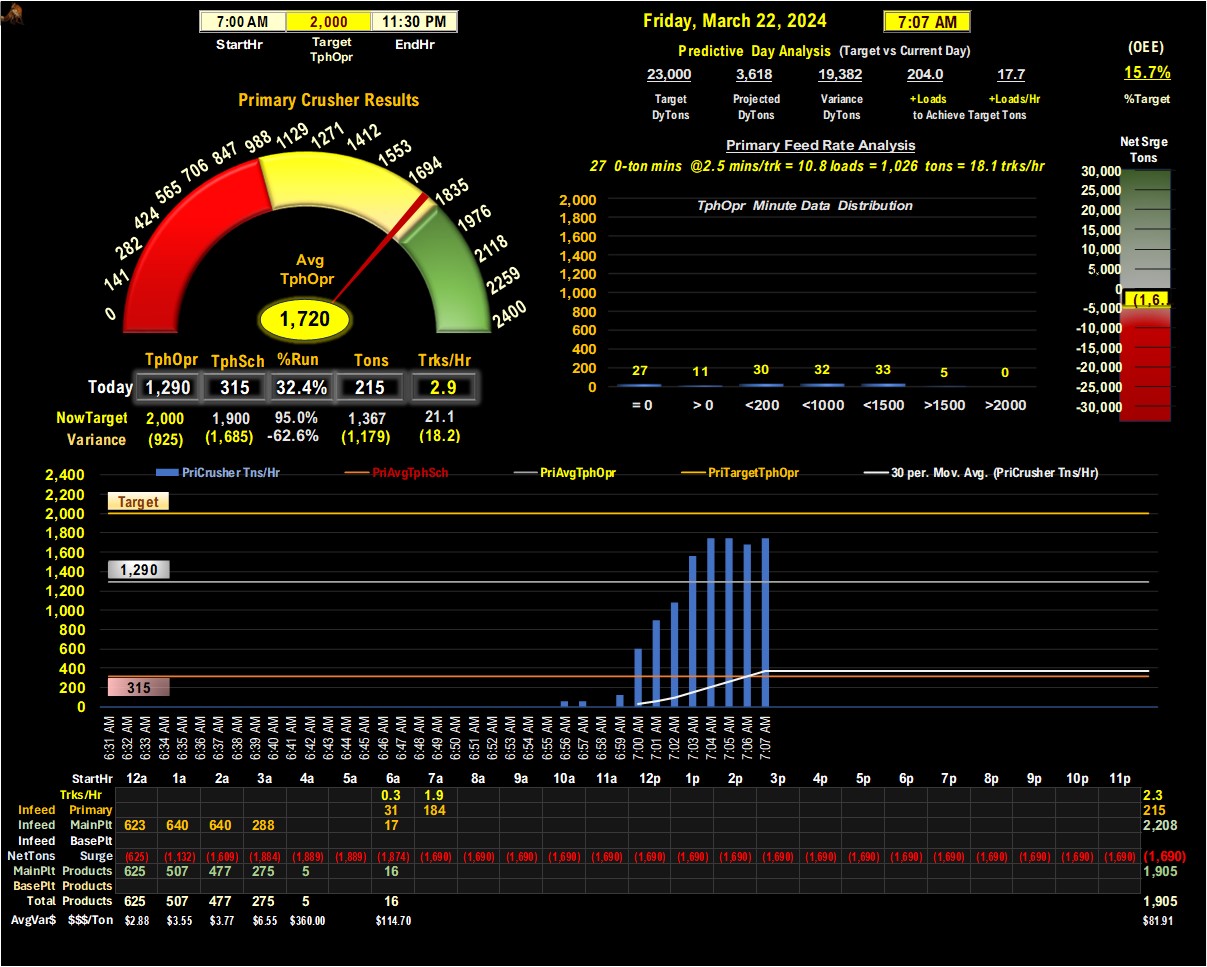 7:00 AM 2,000 11:30 PM
StartHr Target TphOpr EndHr
Friday, March 22, 2024 7:07 AM
Predictive Day Analysis (Target vs Current Day)
23,000 3,618 19,382 204.0 17.7
Target Projected Variance +Loads +Loads/Hr
DyTons DyTons DyTons to Achieve Target Tons
(OEE)
15.7%
%Target
Primary Crusher Results
0 141 282 424 565 706 847 988 1129 1271 1412 1553 1694 1835 1976 2118 2259 2400
Avg
TphOpr
1,720
Primary Feed Rate Analysis
27 0-ton mins @2.5 mins/trk = 10.8 loads = 1,026 tons = 18.1 trks/hr
TphOpr Minute Data Distribution
2,000
1,800
1,600
1,400
1,200
1,000
800
600
400
200
0
27 11 30 32 33 5 0
= 0 > 0 <200 <1000 <1500 >1500 >2000
Net Srge
Tons
30,000
25,000
20,000
15,000
10,000
5,000
0
(1,6..
-5,000
-10,000
-15,000
-20,000
-25,000
-30,000
TphOpr TphSch %Run Tons Trks/Hr
Today 1,290 315 32.4% 215 2.9
NowTarget 2,000 1,900 95.0% 1,367 21.1
Variance (925) (1,685) -62.6% (1,179) (18.2)
PriCrusher Tns/Hr PriAvgTphSch PriAvgTphOpr PriTargetTphOpr 30 per. Mov. Avg. (PriCrusher Tns/Hr)
2,400
2,200
2,000
1,800
1,600
1,400
1,200
1,000
800
600
400
200
0
Target
1,290
315
6:31 AM 6:32 AM 6:33 AM 6:34 AM 6:35 AM 6:36 AM 6:37 AM 6:38 AM 6:39 AM 6:40 AM 6:41 AM 6:42 AM 6:43 AM 6:44 AM 6:45 AM 6:46 AM 6:47 AM 6:48 AM 6:49 AM 6:50 AM 6:51 AM 6:52 AM 6:53 AM 6:54 AM 6:55 AM 6:56 AM 6:57 AM 6:58 AM 6:59 AM 7:00 AM 7:01 AM 7:02 AM 7:03 AM 7:04 AM 7:05 AM 7:06 AM 7:07 AM
StartHr 12a 1a 2a 3a 4a 5a 6a 7a 8a 9a 10a 11a 12p 1p 2p 3p 4p 5p 6p 7p 8p 9p 10p 11p
Trks/Hr 0.3 1.9 2.3
Infeed Primary 31 184 215
Infeed MainPlt 623 640 640 288 17 2,208
Infeed BasePlt
NetTons Surge (625) (1,132) (1,609) (1,884) (1,889) (1,889) (1,874) (1,690) (1,690) (1,690) (1,690) (1,690) (1,690) (1,690) (1,690) (1,690) (1,690) (1,690) (1,690) (1,690) (1,690) (1,690) (1,690) (1,690) (1,690)
MainPlt Products 625 507 477 275 5 16 1,905
BasePlt Products
Total Products 625 507 477 275 5 16 1,905
AvgVar$ $$$/Ton $2.88 $3.55 $3.77 $6.55 $360.00 $114.70 $81.91